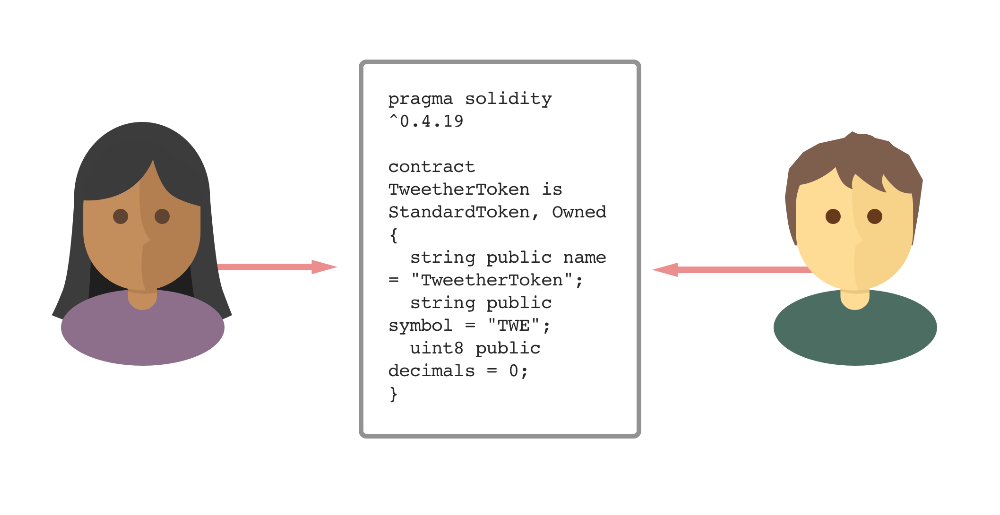 pragma solidity
^0.4.19

contract
TweetherToken is
StandardToken, Owned
{
  string public name
= "TweetherToken";
  string public
symbol = "TWE";
  uint8 public
decimals = 0;
}